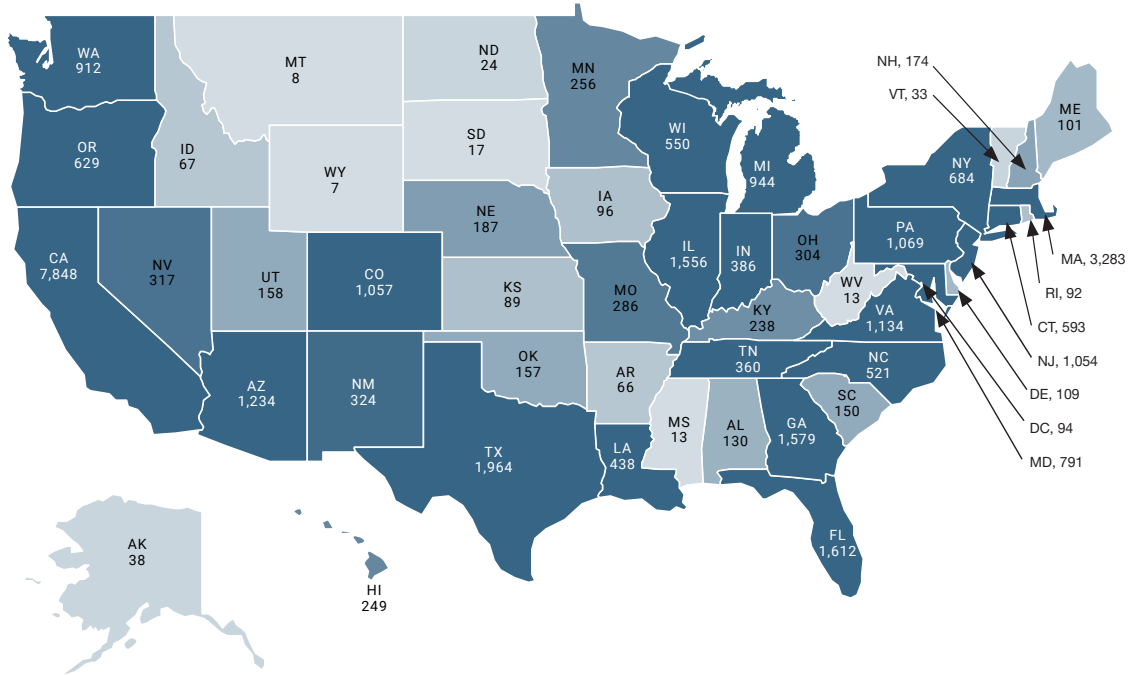 WA
912
OR
629
CA
7,848
NV
317
ID
67
MT
8
WY
7
UT
158
CO
1,057
AZ
1,234
NM
324
ND
24
SD
17
NE
187
KS
89
OK
157
TX
1,964
MN
256
IA
96
MO
286
AR
66
LA
438
WI
550
IL
1,556
MI
944
IN
386
OH
304
KY
238
TN
360
MS
13
AL
130
GA
1,579
FL
1,612
SC
150
NC
521
VA
1,134
WV
13
PA
1,069
NY
684
ME
101
NH, 174
VT, 33
MA, 3,283
RI, 92
CT, 593
NJ, 1,054
DE, 109
DC, 94
MD, 791
AK
38
HI
249